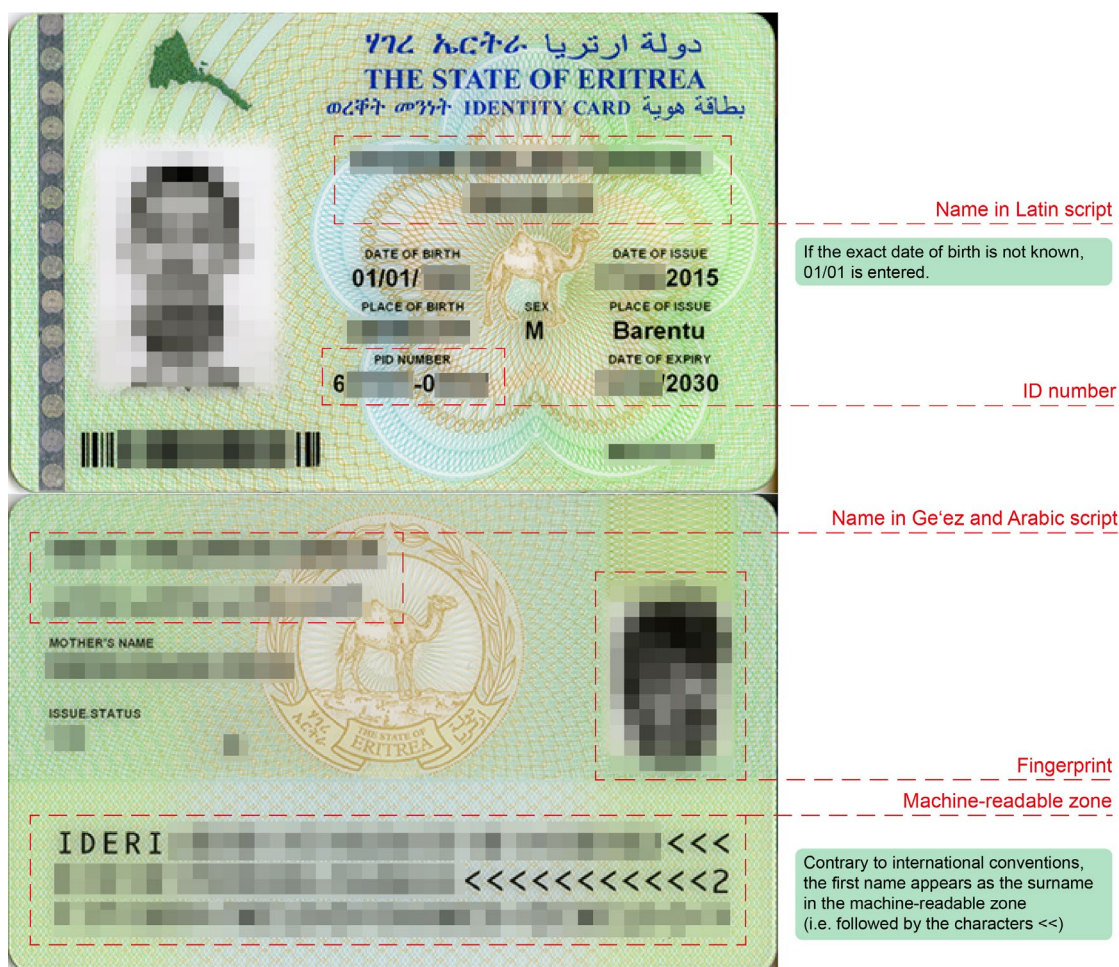 ሃገረ ኤርትራ دولة ارتريا
THE STATE OF ERITREA
ወረቐት መንነት IDENTITY CARD بطاقة هوية
Name in Latin script
DATE OF BIRTH DATE OF ISSUE
If the exact date of birth is not known,
01/01 is entered.
01/01/ 2015
PLACE OF BIRTH SEX PLACE OF ISSUE
M Barentu
PID NUMBER DATE OF EXPIRY
6 -0 /2030
ID number
Name in Ge‘ez and Arabic script
MOTHER'S NAME
ISSUE.STATUS
ሃገረ ኤርትራ THE STATE OF ERITREA دولة ارتريا
Fingerprint
Machine-readable zone
IDERI <<<
<<<<<<<<<<<2
Contrary to international conventions,
the first name appears as the surname
in the machine-readable zone
(i.e. followed by the characters <<)